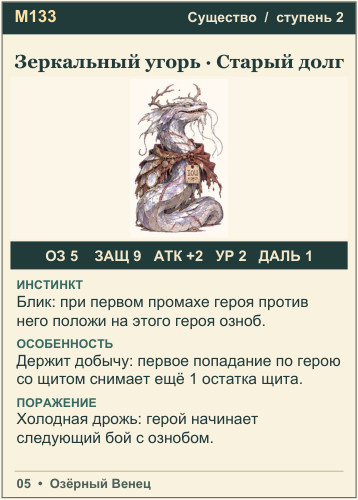 М133
Существо / ступень 2
Зеркальный угорь · Старый долг
ОЗ 5 ЗАЩ 9 АТК +2 УР 2 ДАЛЬ 1
ИНСТИНКТ
Блик: при первом промахе героя против
него положи на этого героя озноб.
ОСОБЕННОСТЬ
Держит добычу: первое попадание по герою
со щитом снимает ещё 1 остатка щита.
ПОРАЖЕНИЕ
Холодная дрожь: герой начинает
следующий бой с ознобом.
05 • Озёрный Венец